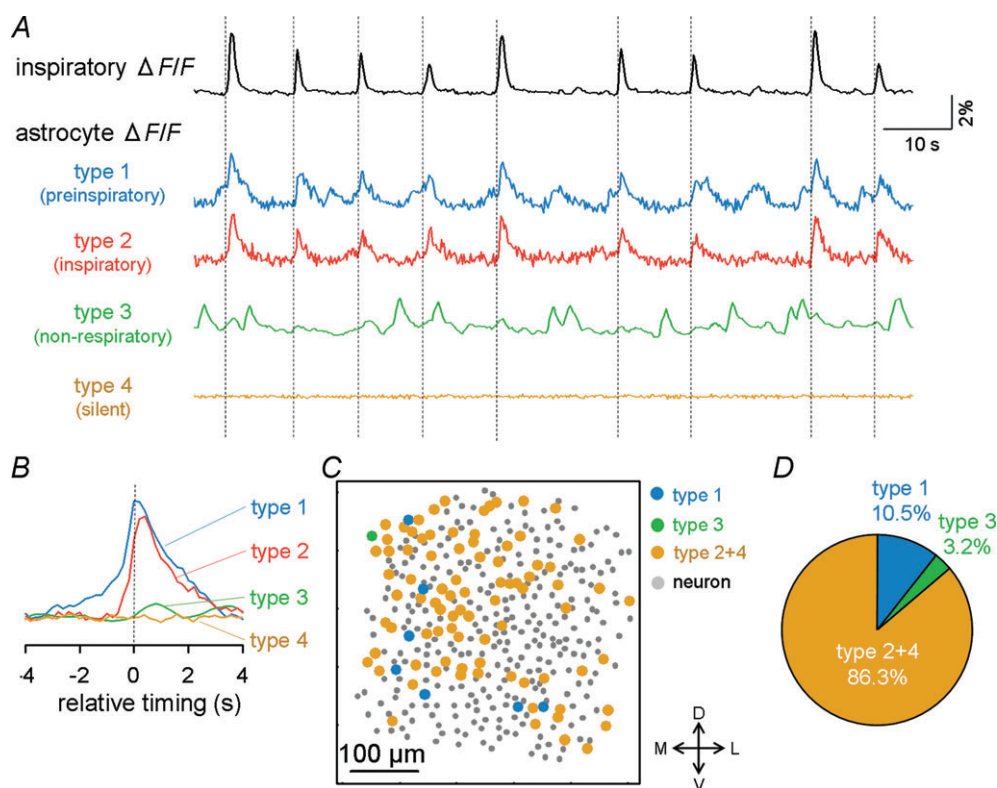 A
inspiratory Δ F/F
2%
10 s
astrocyte Δ F/F
type 1
(preinspiratory)
type 2
(inspiratory)
type 3
(non-respiratory)
type 4
(silent)
B
type 1
type 2
type 3
type 4
-4 -2 0 2 4
relative timing (s)
C
100 µm
type 1
type 3
type 2+4
neuron
D
M L
V
D
type 1
10.5%
type 3
3.2%
type 2+4
86.3%